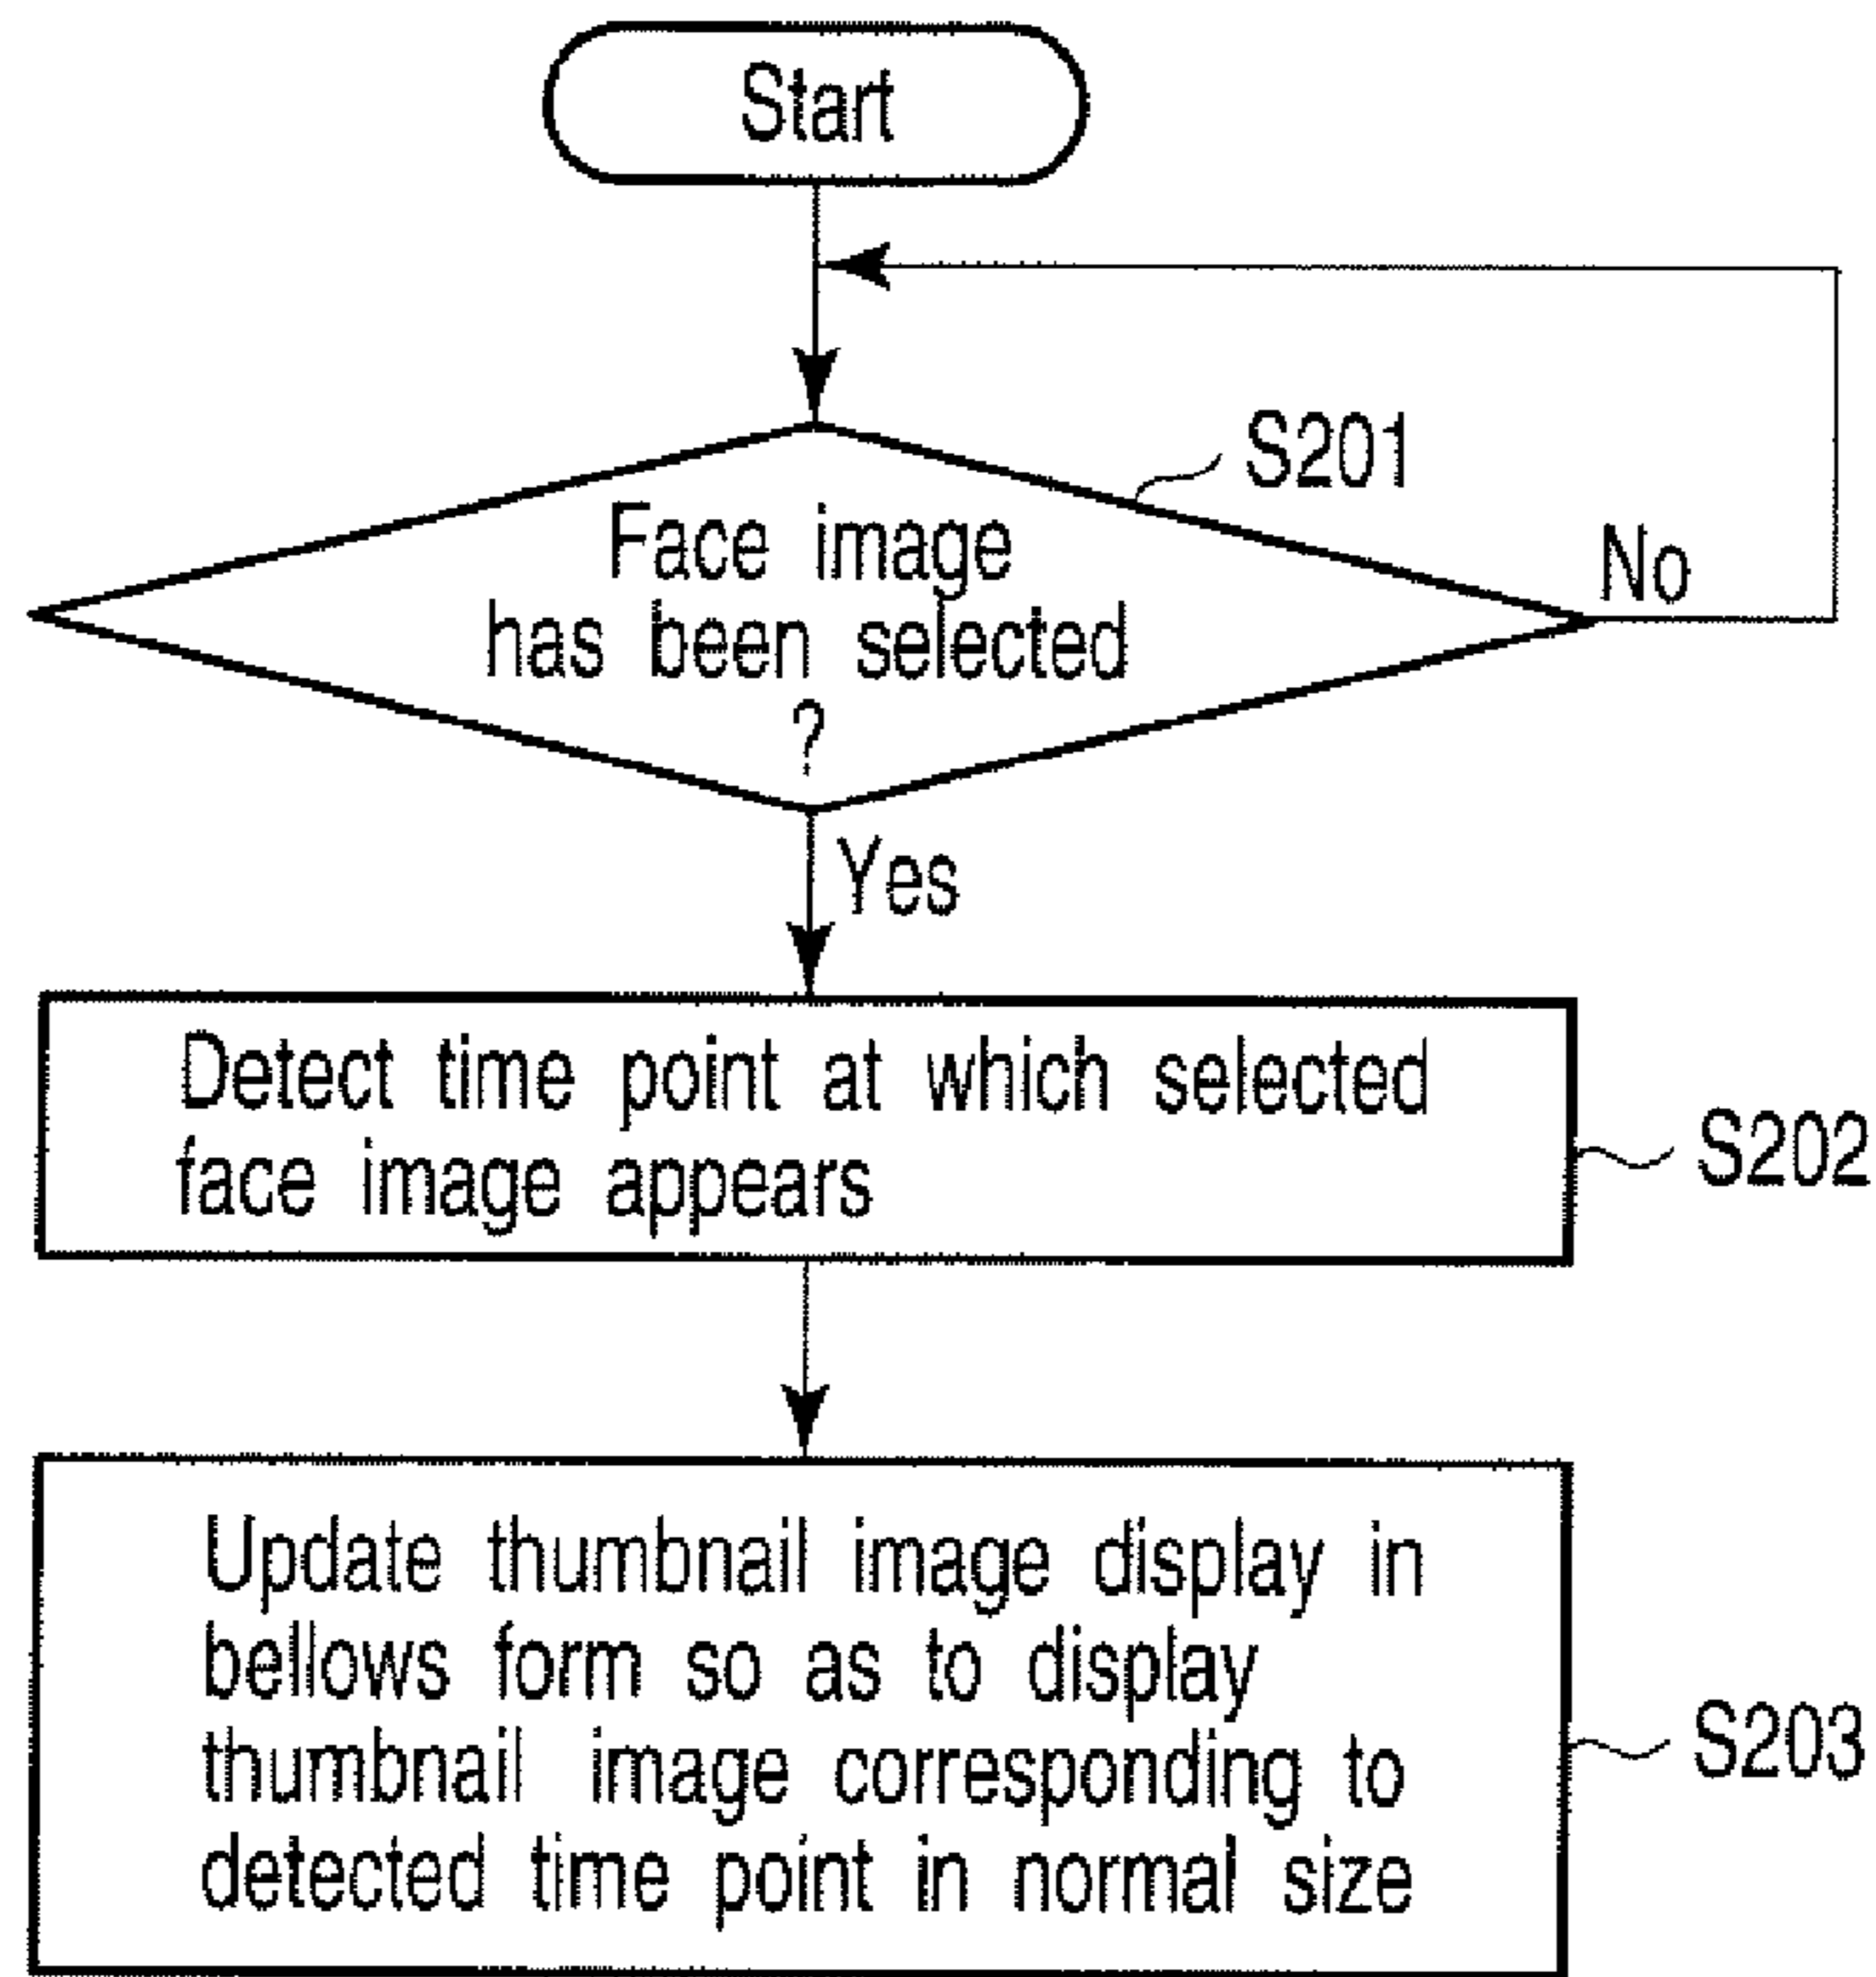 Start
S201
Face image
has been selected
?
No
Yes
Detect time point at which selected
face image appears
S202
Update thumbnail image display in
bellows form so as to display
thumbnail image corresponding to
detected time point in normal size
S203